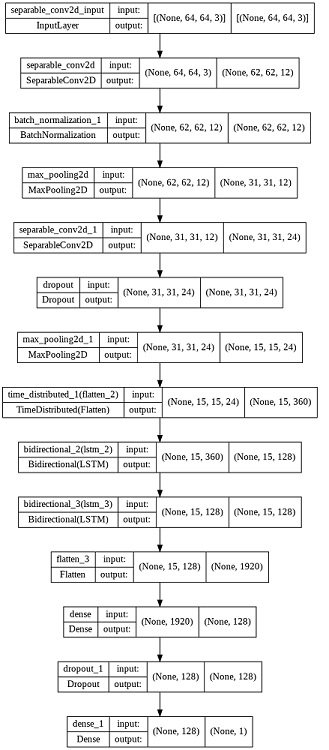 separable_conv2d_input input: [(None, 64, 64, 3)] [(None, 64, 64, 3)]
InputLayer output:
separable_conv2d input: (None, 64, 64, 3) (None, 62, 62, 12)
SeparableConv2D output:
batch_normalization_1 input: (None, 62, 62, 12) (None, 62, 62, 12)
BatchNormalization output:
max_pooling2d input: (None, 62, 62, 12) (None, 31, 31, 12)
MaxPooling2D output:
separable_conv2d_1 input: (None, 31, 31, 12) (None, 31, 31, 24)
SeparableConv2D output:
dropout input: (None, 31, 31, 24) (None, 31, 31, 24)
Dropout output:
max_pooling2d_1 input: (None, 31, 31, 24) (None, 15, 15, 24)
MaxPooling2D output:
time_distributed_1(flatten_2) input: (None, 15, 15, 24) (None, 15, 360)
TimeDistributed(Flatten) output:
bidirectional_2(lstm_2) input: (None, 15, 360) (None, 15, 128)
Bidirectional(LSTM) output:
bidirectional_3(lstm_3) input: (None, 15, 128) (None, 15, 128)
Bidirectional(LSTM) output:
flatten_3 input: (None, 15, 128) (None, 1920)
Flatten output:
dense input: (None, 1920) (None, 128)
Dense output:
dropout_1 input: (None, 128) (None, 128)
Dropout output:
dense_1 input: (None, 128) (None, 1)
Dense output: